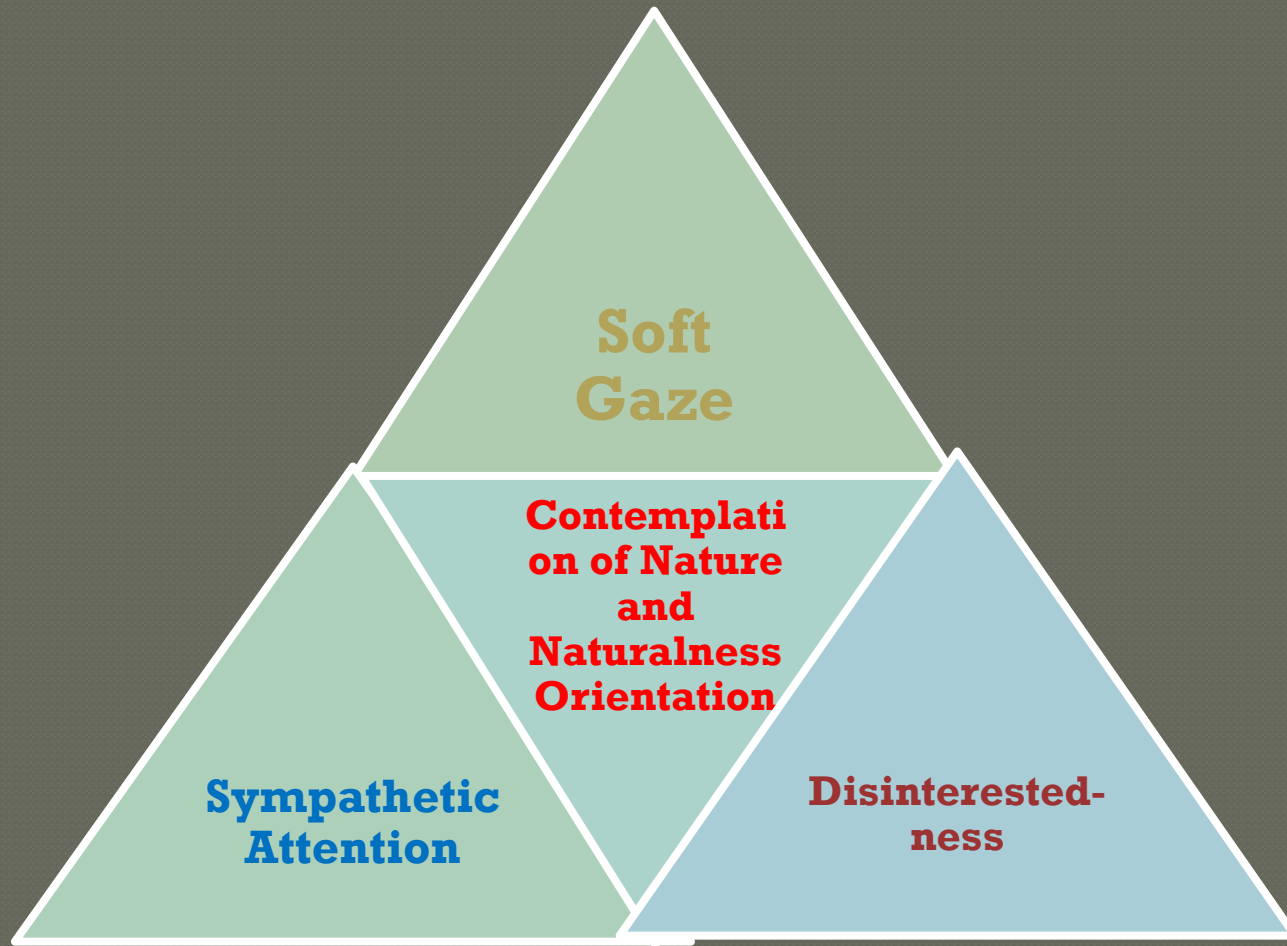 Soft
Gaze
Contemplati
on of Nature
and
Naturalness
Orientation
Sympathetic
Attention
Disinterested-
ness